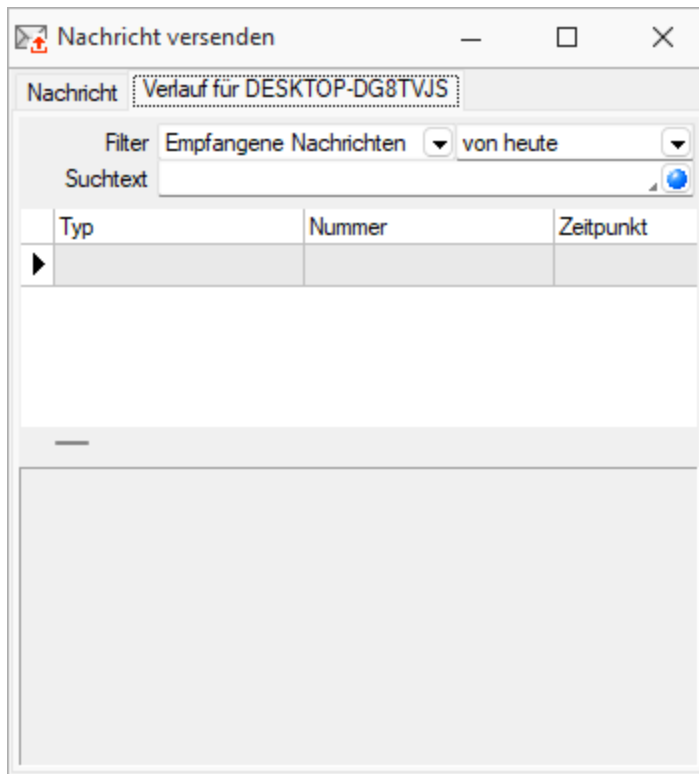 Nachricht versenden
Nachricht Verlauf für DESKTOP-DG8TVJS
Filter Empfangene Nachrichten von heute
Suchtext
Typ Nummer Zeitpunkt